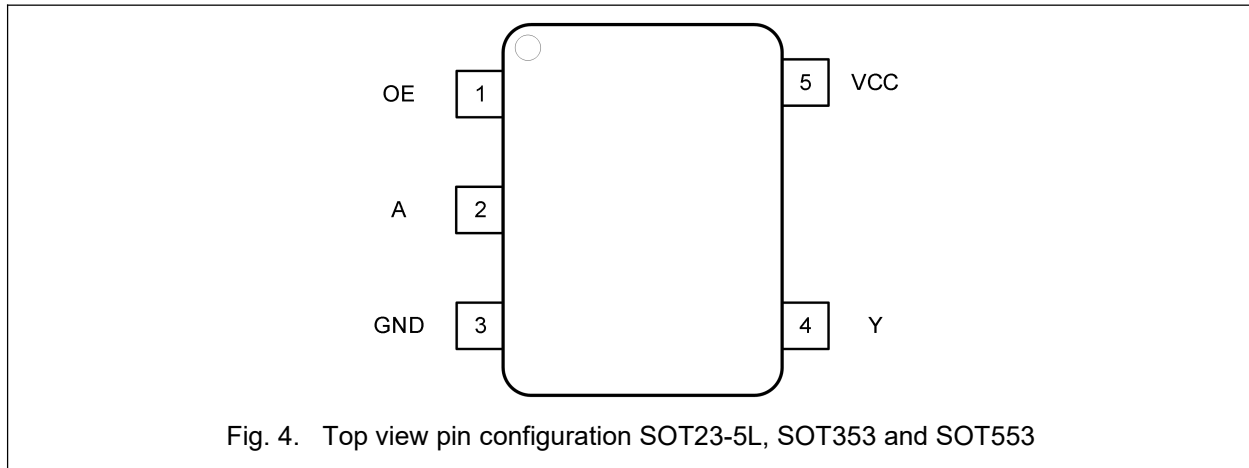 OE 1 5 VCC
A 2
GND 3 4 Y
Fig. 4. Top view pin configuration SOT23-5L, SOT353 and SOT553